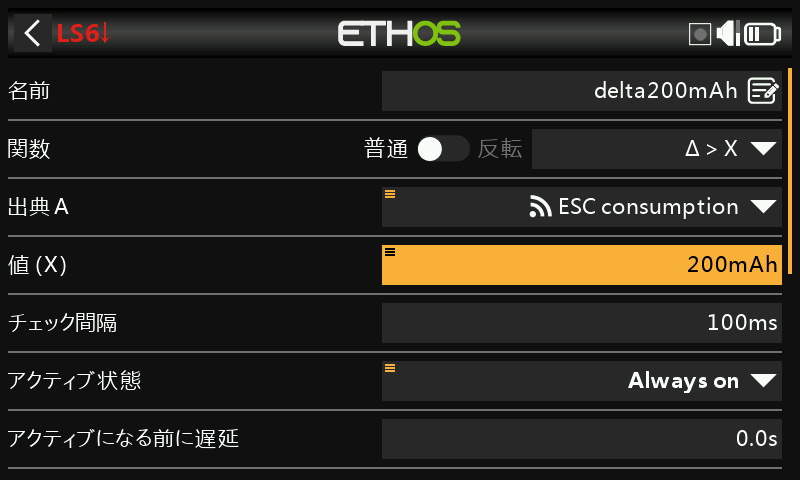 LS6↓ ETHOS
名前 delta200mAh
関数 普通 反転 Δ > X
出典 A ESC consumption
値 (X) 200mAh
チェック間隔 100ms
アクティブ状態 Always on
アクティブになる前に遅延 0.0s